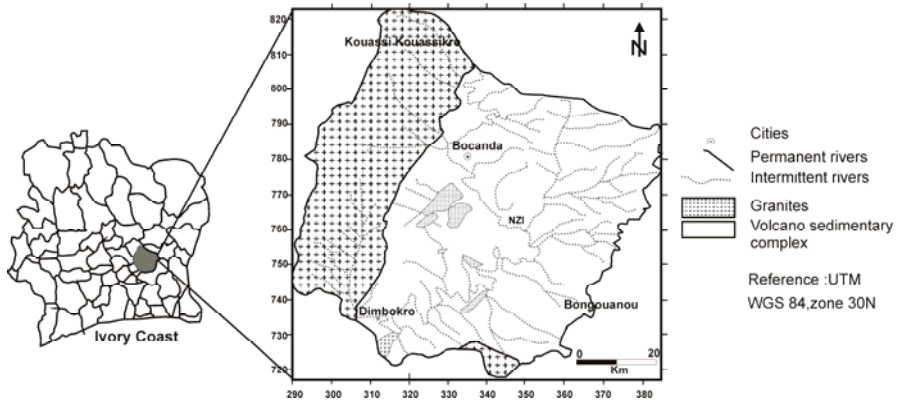 820
810
800
790
780
770
760
750
740
730
720
290 300 310 320 330 340 350 360 370 380
Kouassi Kouassikro
N
Bocanda
NZI
Dimbokro
Bongouanou
0 20
Km
Ivory Coast
Cities
Permanent rivers
Intermittent rivers
Granites
Volcano sedimentary
complex
Reference :UTM
WGS 84,zone 30N